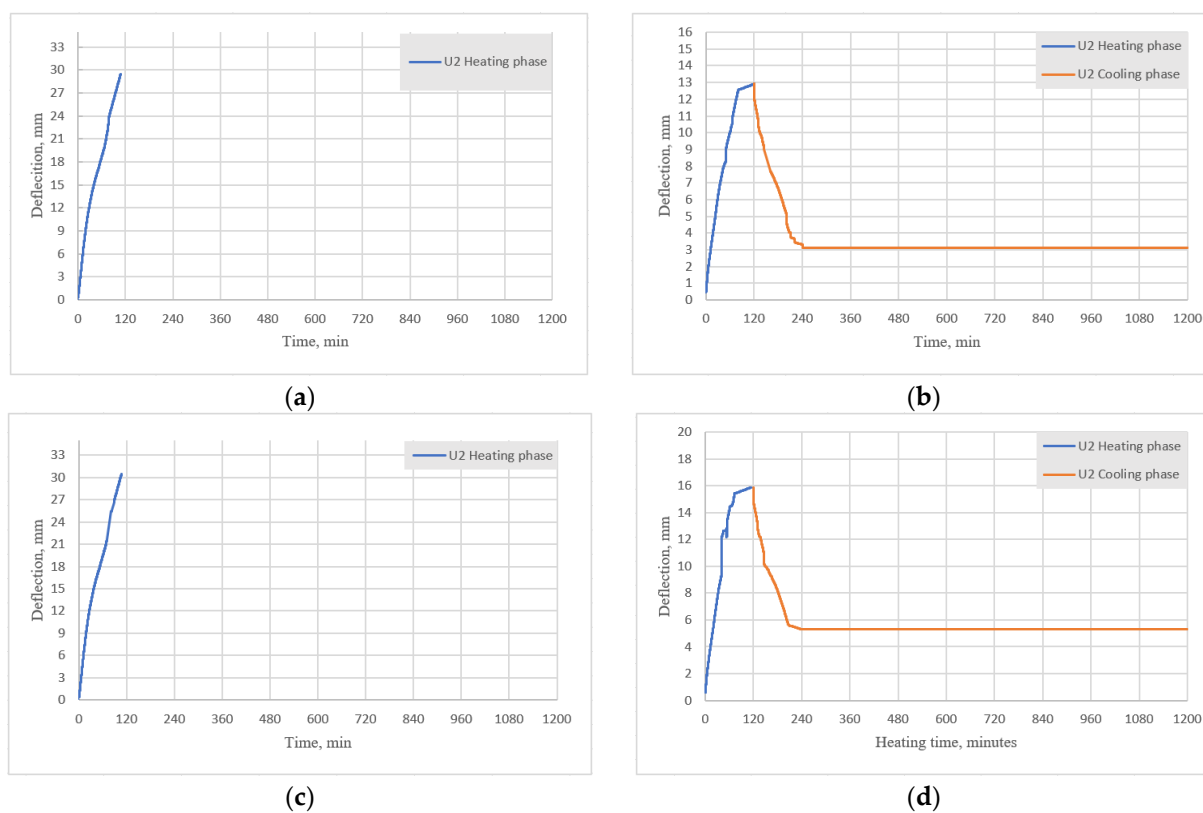 U2 Heating phase
33
30
27
24
21
18
15
12
9
6
3
0
Deflecition, mm
0 120 240 360 480 600 720 840 960 1080 1200
Time, min
(a)
U2 Heating phase
U2 Cooling phase
16
15
14
13
12
11
10
9
8
7
6
5
4
3
2
1
0
Deflection, mm
0 120 240 360 480 600 720 840 960 1080 1200
Time, min
(b)
U2 Heating phase
33
30
27
24
21
18
15
12
9
6
3
0
Deflection, mm
0 120 240 360 480 600 720 840 960 1080 1200
Time, min
(c)
U2 Heating phase
U2 Cooling phase
20
18
16
14
12
10
8
6
4
2
0
Deflection, mm
0 120 240 360 480 600 720 840 960 1080 1200
Heating time, minutes
(d)